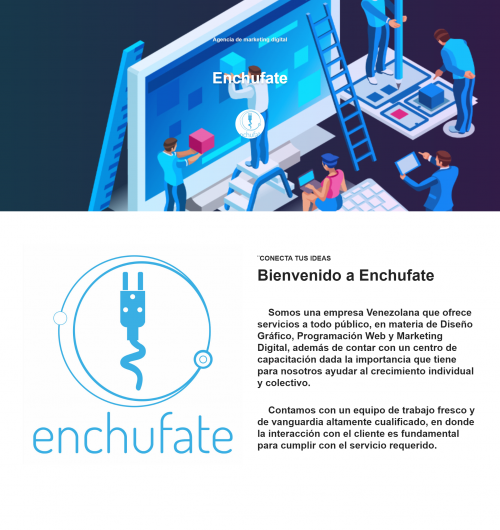 Agencia de marketing digital
Enchufate
¨CONECTA TUS IDEAS
Bienvenido a Enchufate
Somos una empresa Venezolana que ofrece
servicios a todo público, en materia de Diseño
Gráfico, Programación Web y Marketing
Digital, además de contar con un centro de
capacitación dada la importancia que tiene
para nosotros ayudar al crecimiento individual
y colectivo.
Contamos con un equipo de trabajo fresco y
de vanguardia altamente cualificado, en donde
la interacción con el cliente es fundamental
para cumplir con el servicio requerido.
enchufate